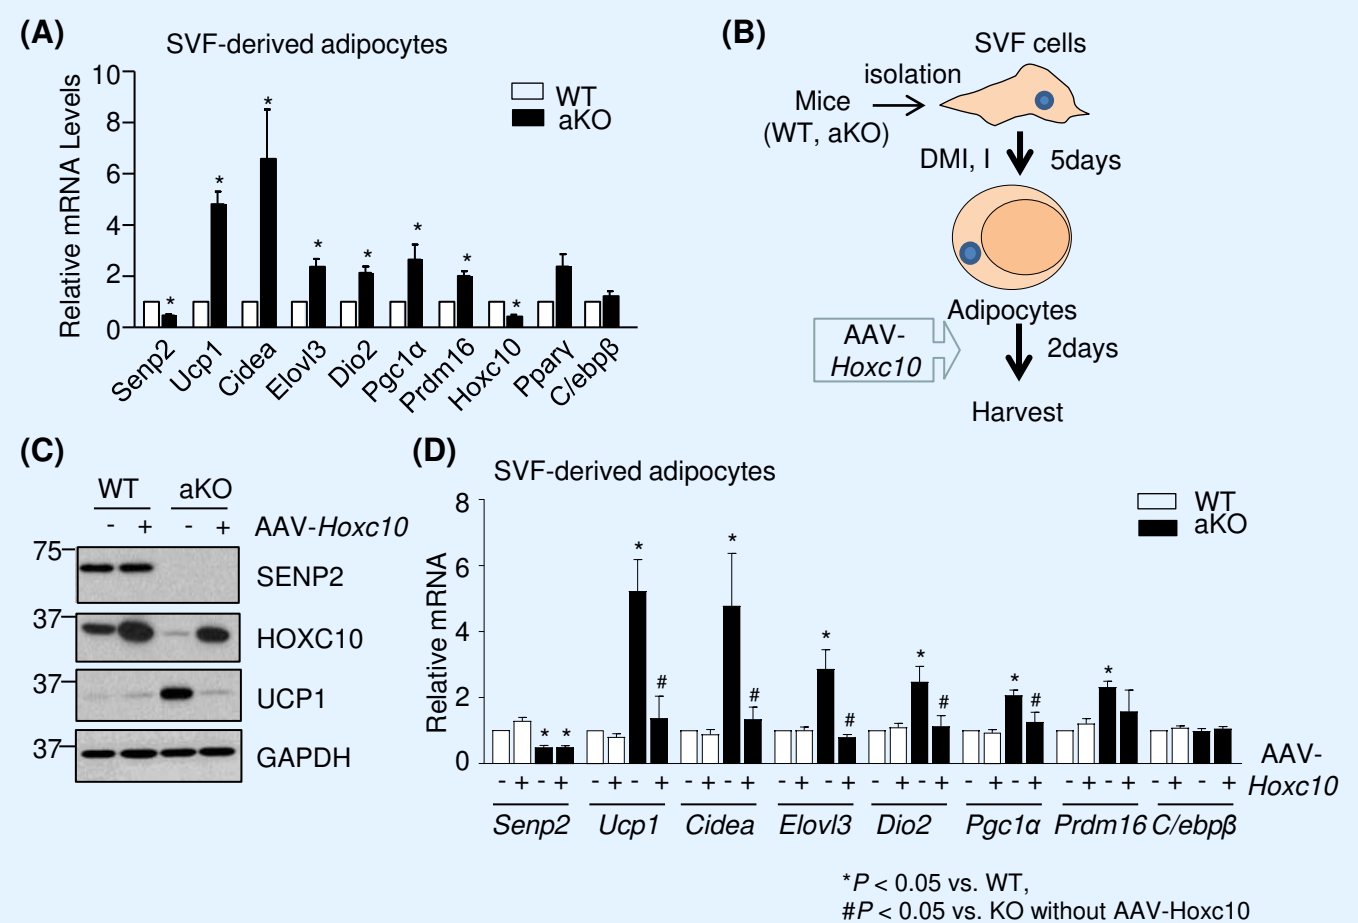 (A)
SVF-derived adipocytes
Relative mRNA Levels
10
8
6
4
2
0
WT
aKO
*
*
*
*
*
*
*
*
Senp2
Ucp1
Cidea
Elovl3
Dio2
Pgc1α
Prdm16
Hoxc10
Pparγ
C/ebpβ
(B)
SVF cells
isolation
Mice
(WT, aKO)
DMI, I
5days
Adipocytes
AAV-
Hoxc10
2days
Harvest
(C)
WT aKO
- + - + AAV-Hoxc10
75
SENP2
37
HOXC10
37
UCP1
37
GAPDH
(D)
SVF-derived adipocytes
Relative mRNA
8
6
4
2
0
WT
aKO
* *
* #
* #
* #
* #
* #
*
- + - + - + - + - + - + - + - + - + - + - + - + - + - + - + - +
AAV-
Hoxc10
Senp2 Ucp1 Cidea Elovl3 Dio2 Pgc1α Prdm16 C/ebpβ
*P < 0.05 vs. WT,
#P < 0.05 vs. KO without AAV-Hoxc10